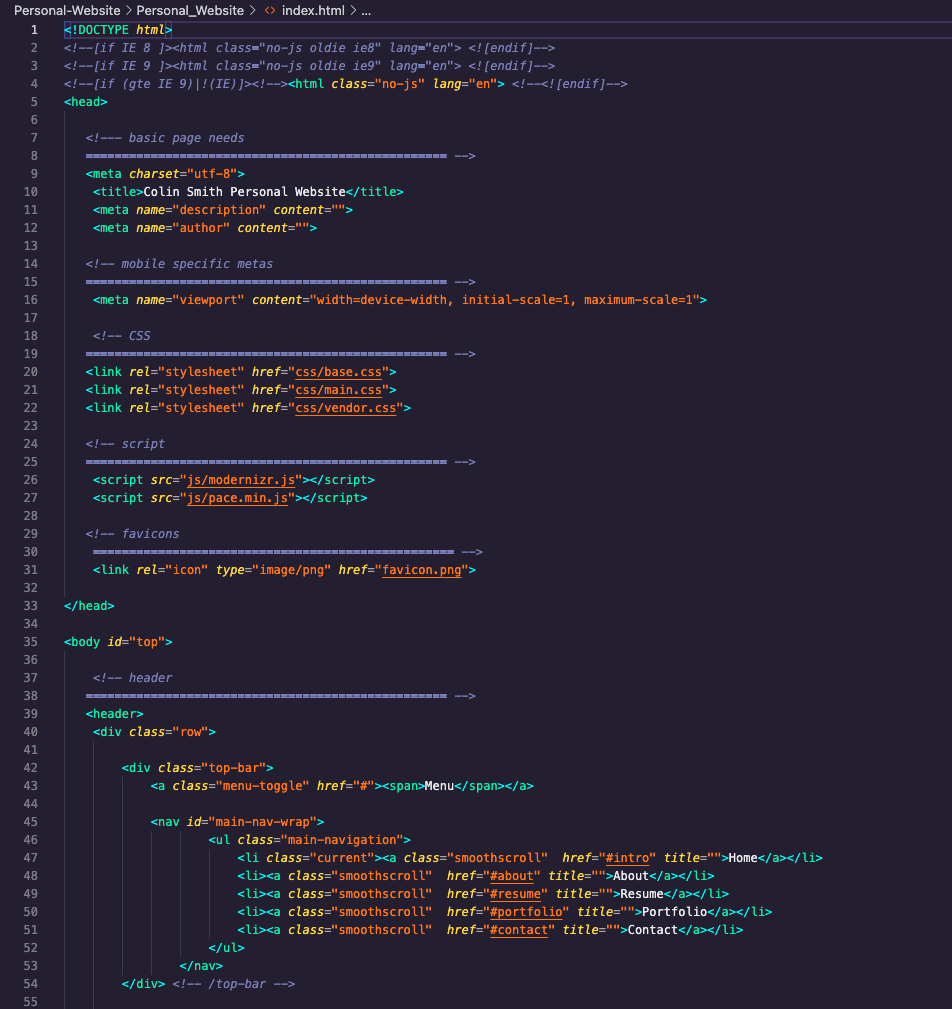 Personal-Website > Personal_Website > <> index.html > ...
1 <!DOCTYPE html>
2 <!--[if IE 8 ]><html class="no-js oldie ie8" lang="en"> <![endif]-->
3 <!--[if IE 9 ]><html class="no-js oldie ie9" lang="en"> <![endif]-->
4 <!--[if (gte IE 9)|!(IE)]><!--><html class="no-js" lang="en"> <!--<![endif]-->
5 <head>
6
7 <!--- basic page needs
8 ================================================== -->
9 <meta charset="utf-8">
10 <title>Colin Smith Personal Website</title>
11 <meta name="description" content="">
12 <meta name="author" content="">
13
14 <!-- mobile specific metas
15 ================================================== -->
16 <meta name="viewport" content="width=device-width, initial-scale=1, maximum-scale=1">
17
18 <!-- CSS
19 ================================================== -->
20 <link rel="stylesheet" href="css/base.css">
21 <link rel="stylesheet" href="css/main.css">
22 <link rel="stylesheet" href="css/vendor.css">
23
24 <!-- script
25 ================================================== -->
26 <script src="js/modernizr.js"></script>
27 <script src="js/pace.min.js"></script>
28
29 <!-- favicons
30 ================================================== -->
31 <link rel="icon" type="image/png" href="favicon.png">
32
33 </head>
34
35 <body id="top">
36
37 <!-- header
38 ================================================== -->
39 <header>
40 <div class="row">
41
42 <div class="top-bar">
43 <a class="menu-toggle" href="#"><span>Menu</span></a>
44
45 <nav id="main-nav-wrap">
46 <ul class="main-navigation">
47 <li class="current"><a class="smoothscroll"  href="#intro" title="">Home</a></li>
48 <li><a class="smoothscroll"  href="#about" title="">About</a></li>
49 <li><a class="smoothscroll"  href="#resume" title="">Resume</a></li>
50 <li><a class="smoothscroll"  href="#portfolio" title="">Portfolio</a></li>
51 <li><a class="smoothscroll"  href="#contact" title="">Contact</a></li>
52 </ul>
53 </nav>
54 </div> <!-- /top-bar -->
55